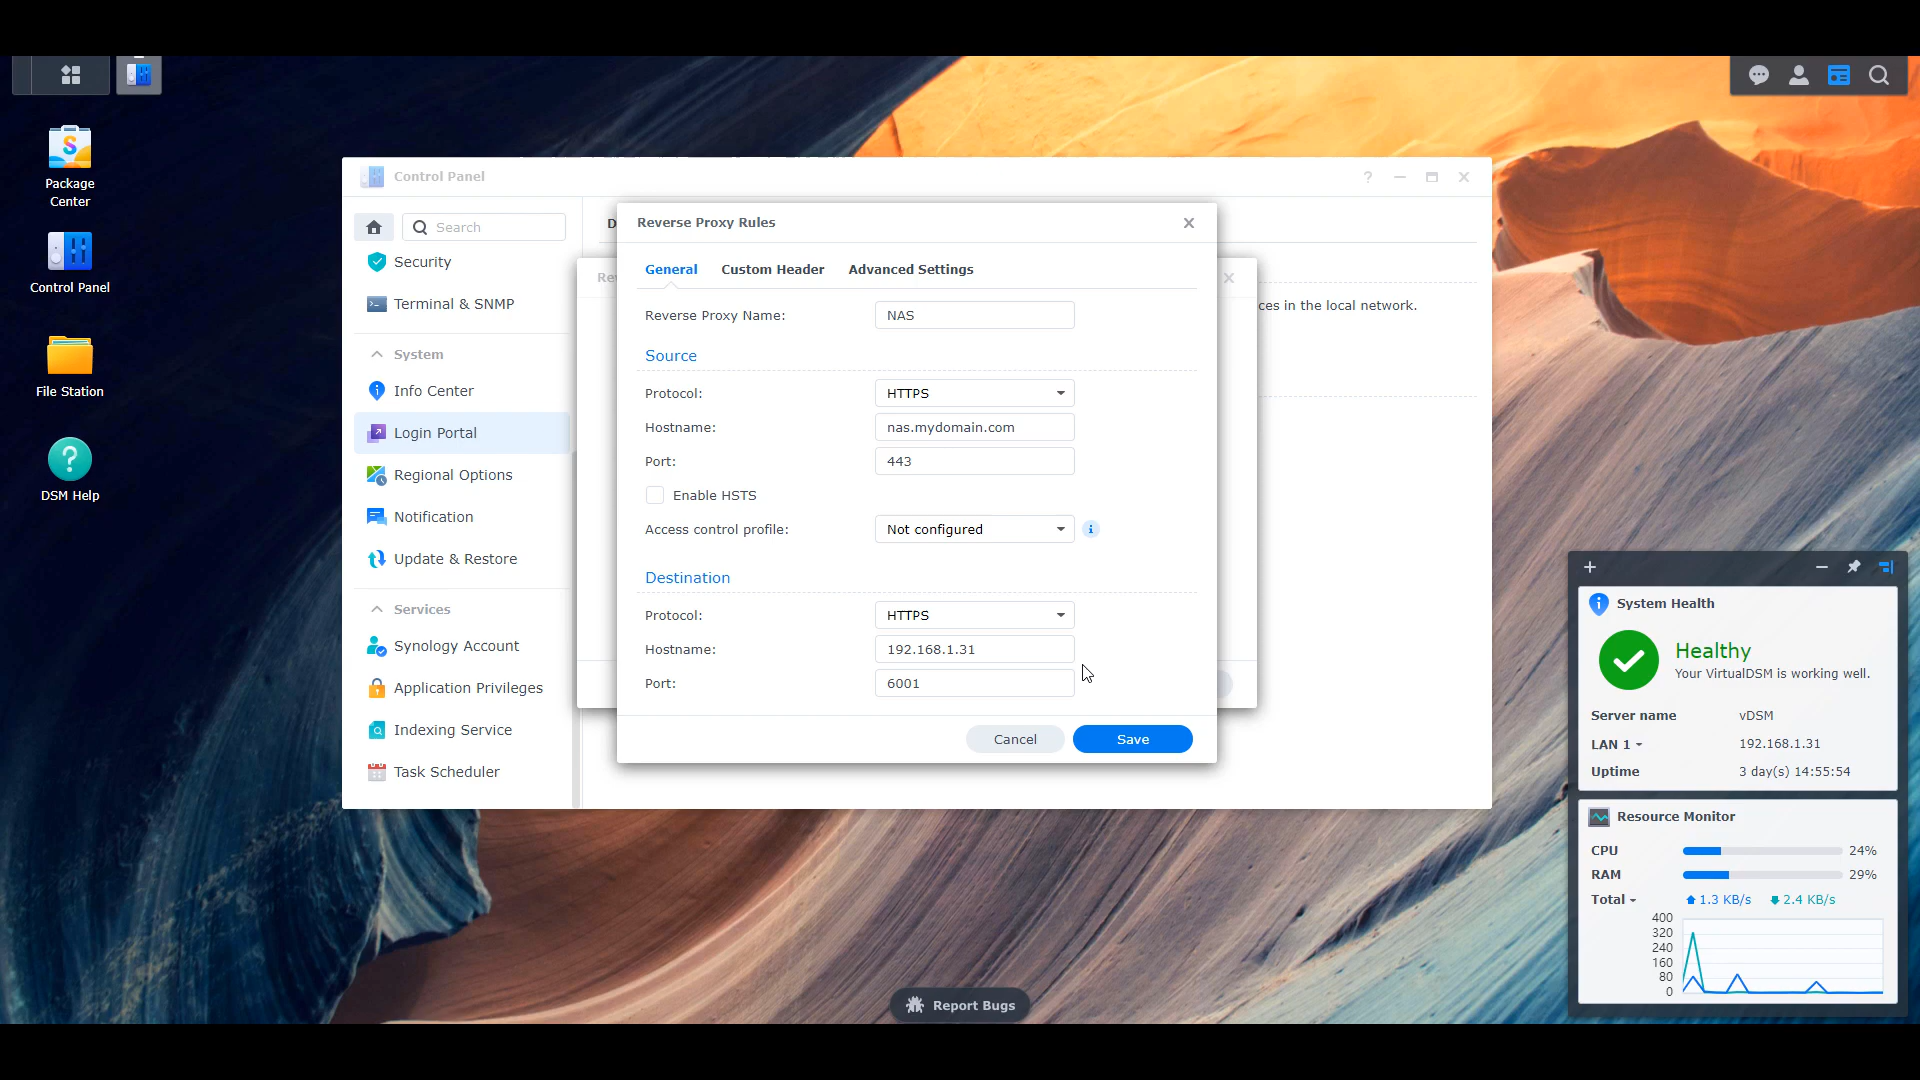 Package
Center
Control Panel
File Station
DSM Help
Control Panel
Search
Security
Terminal & SNMP
System
Info Center
Login Portal
Regional Options
Notification
Update & Restore
Services
Synology Account
Application Privileges
Indexing Service
Task Scheduler
D
Re
ces in the local network.
Reverse Proxy Rules
General Custom Header Advanced Settings
Reverse Proxy Name: NAS
Source
Protocol: HTTPS
Hostname: nas.mydomain.com
Port: 443
Enable HSTS
Access control profile: Not configured
Destination
Protocol: HTTPS
Hostname: 192.168.1.31
Port: 6001
Cancel Save
System Health
Healthy
Your VirtualDSM is working well.
Server name vDSM
LAN 1 192.168.1.31
Uptime 3 day(s) 14:55:54
Resource Monitor
CPU 24%
RAM 29%
Total 1.3 KB/s 2.4 KB/s
400
320
240
160
80
0
Report Bugs